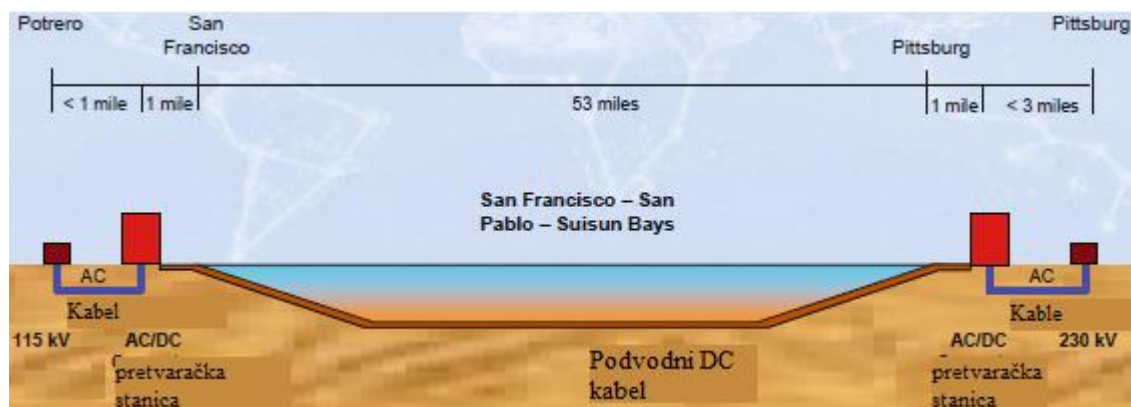 Potrero
San
Francisco
Pittsburg
Pittsburg
< 1 mile
1 mile
53 miles
1 mile
< 3 miles
San Francisco – San
Pablo – Suisun Bays
AC
AC
Kabel
Kable
115 kV
AC/DC
pretvaračka
stanica
Podvodni DC
kabel
AC/DC
pretvaračka
stanica
230 kV